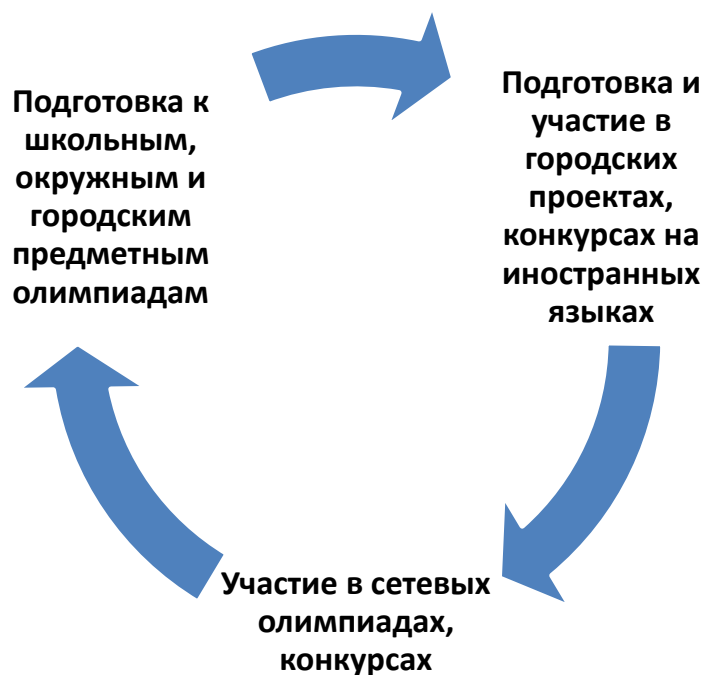 Подготовка к
школьным,
окружным и
городским
предметным
олимпиадам
Подготовка и
участие в
городских
проектах,
конкурсах на
иностранных
языках
Участие в сетевых
олимпиадах,
конкурсах